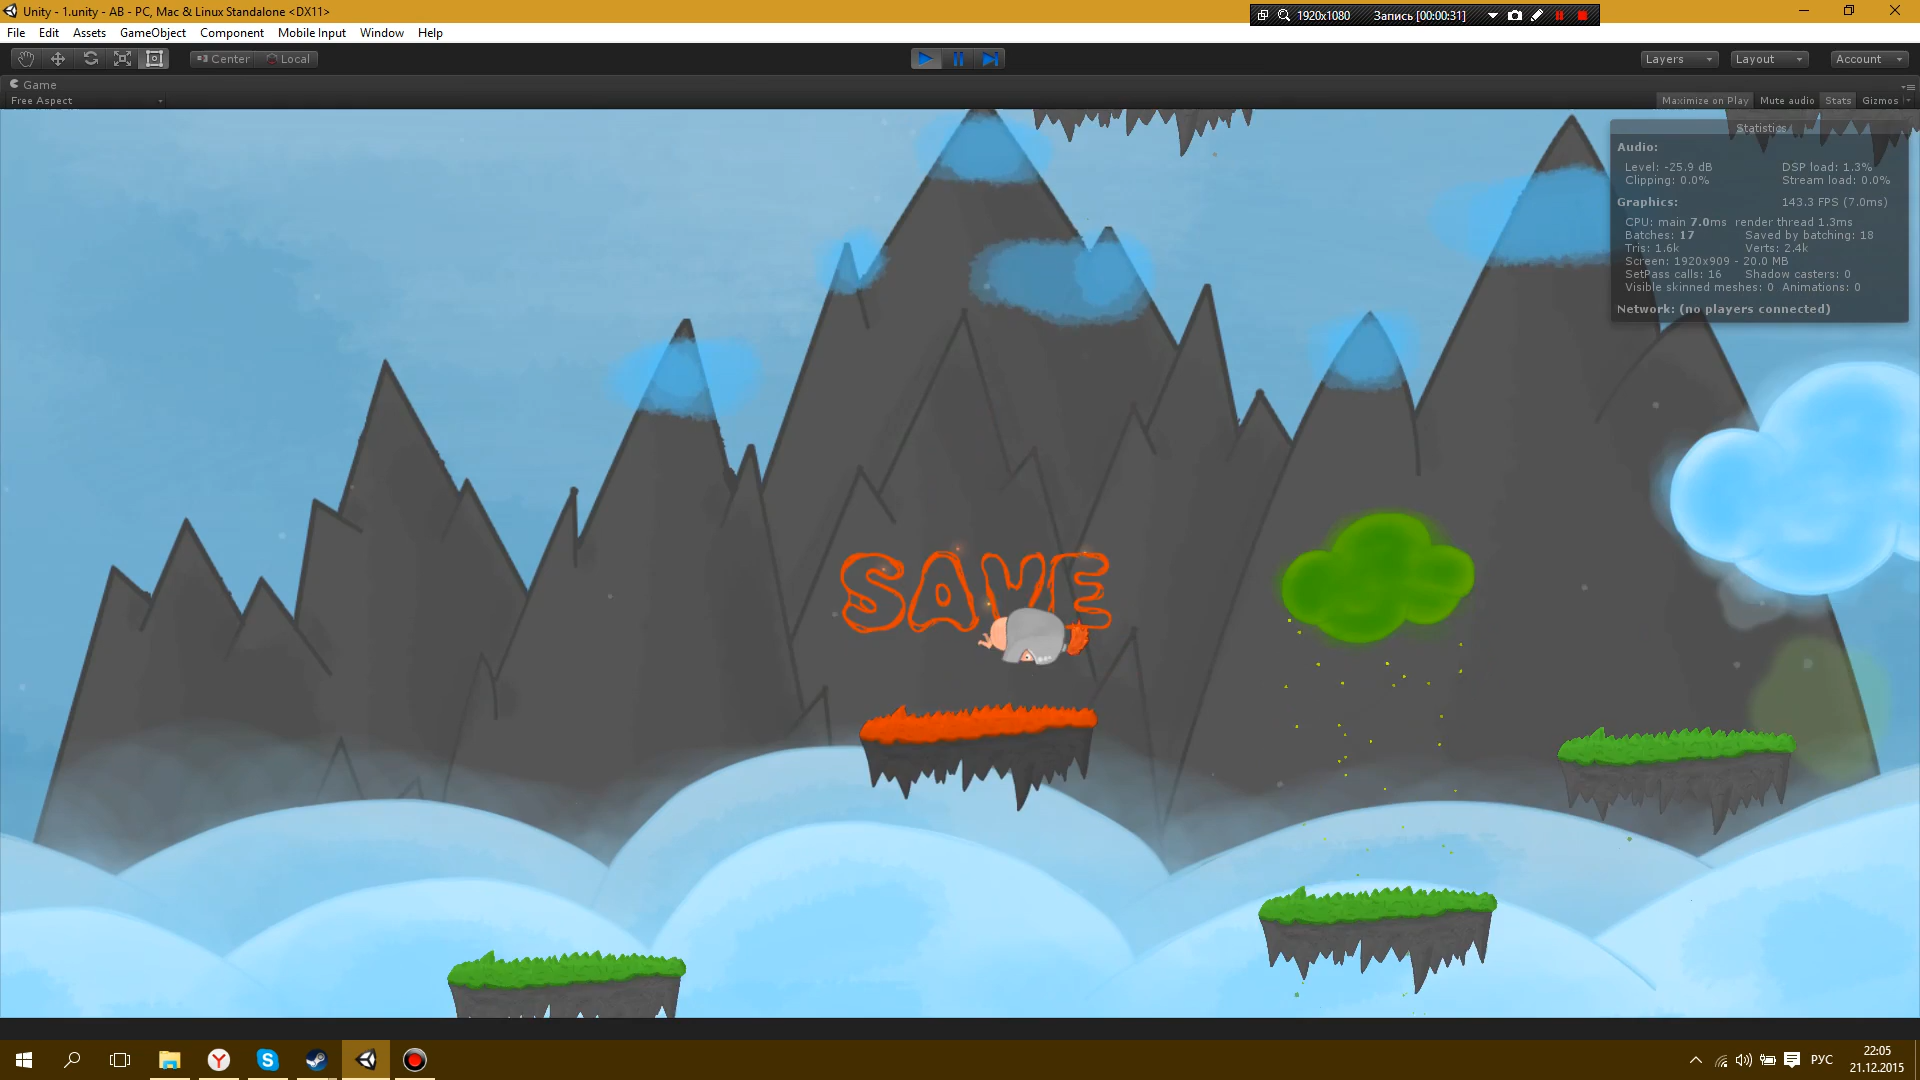 Unity - 1.unity - AB - PC, Mac & Linux Standalone <DX11>
1920x1080 Запись [00:00:31]
File Edit Assets GameObject Component Mobile Input Window Help
Center Local
Layers Layout Account
Game
Free Aspect
Maximize on Play Mute audio Stats Gizmos
Statistics
Audio:
Level: -25.9 dB DSP load: 1.3%
Clipping: 0.0% Stream load: 0.0%
Graphics: 143.3 FPS (7.0ms)
CPU: main 7.0ms render thread 1.3ms
Batches: 17 Saved by batching: 18
Tris: 1.6k Verts: 2.4k
Screen: 1920x909 - 20.0 MB
SetPass calls: 16 Shadow casters: 0
Visible skinned meshes: 0 Animations: 0
Network: (no players connected)
SAVE
РУС
22:05
21.12.2015